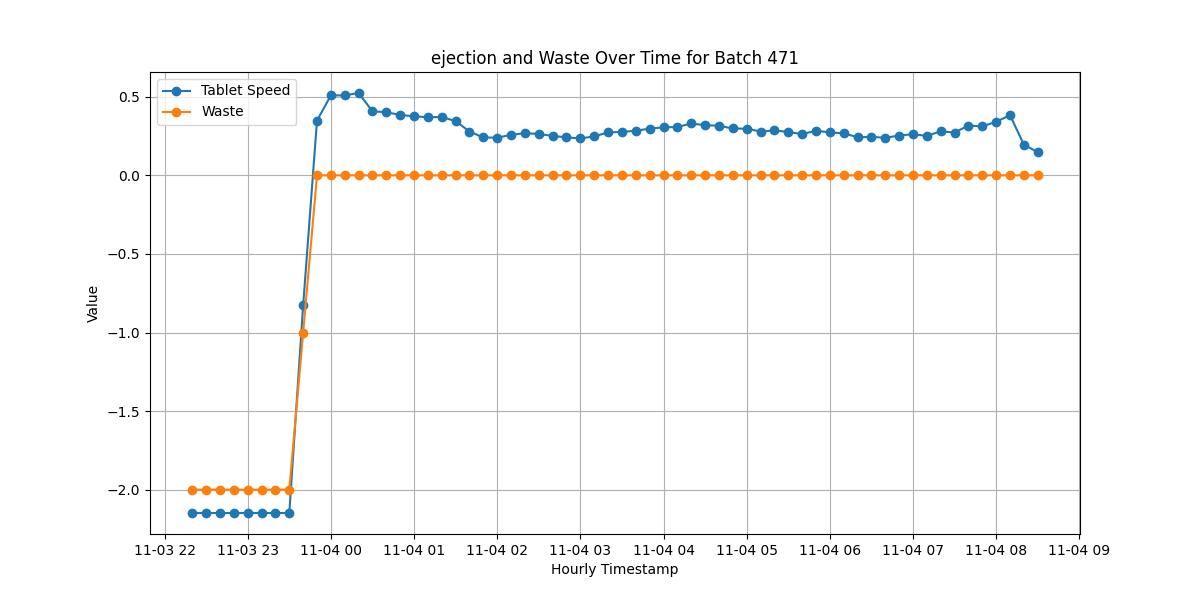 ejection and Waste Over Time for Batch 471
Tablet Speed
Waste
Value
0.5
0.0
−0.5
−1.0
−1.5
−2.0
11-03 22 11-03 23 11-04 00 11-04 01 11-04 02 11-04 03 11-04 04 11-04 05 11-04 06 11-04 07 11-04 08 11-04 09
Hourly Timestamp